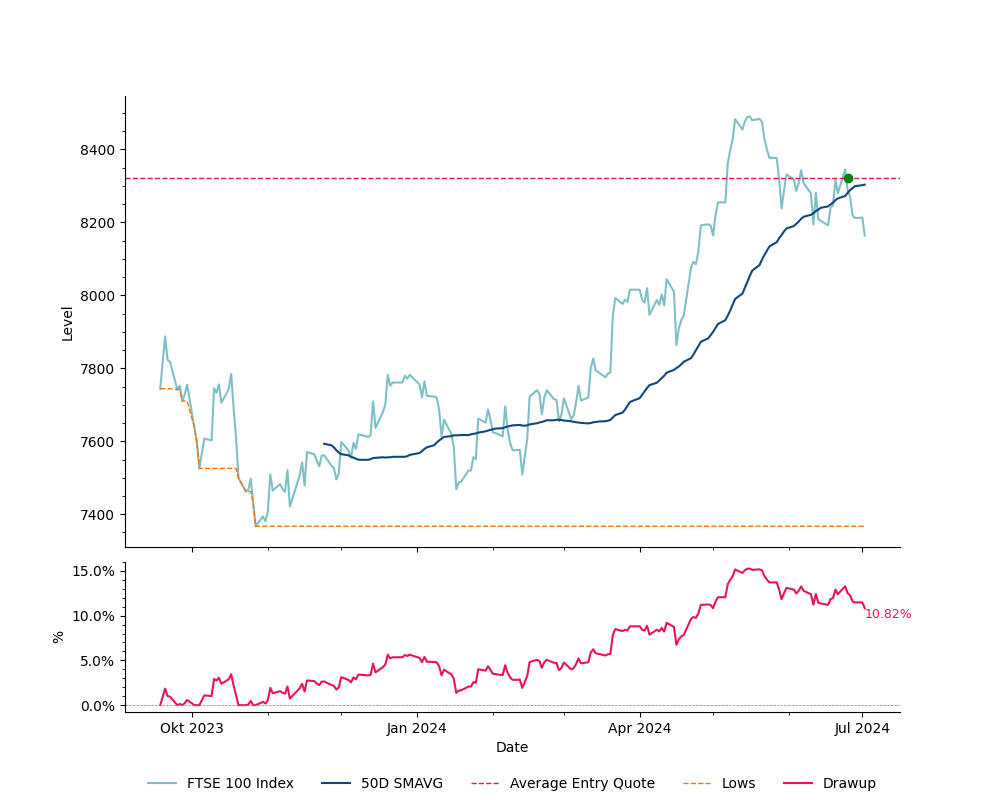 8400
8200
8000
7800
7600
7400
Level
15.0%
10.0%
5.0%
0.0%
%
10.82%
Okt 2023
Jan 2024
Apr 2024
Jul 2024
Date
FTSE 100 Index
50D SMAVG
Average Entry Quote
Lows
Drawup